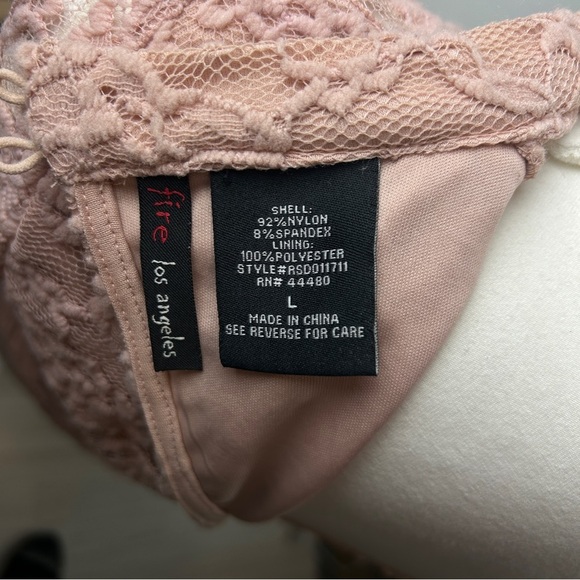 fire los angeles
SHELL:
92%NYLON
8%SPANDEX
LINING:
100%POLYESTER
STYLE#RSD011711
RN# 44480
L
MADE IN CHINA
SEE REVERSE FOR CARE